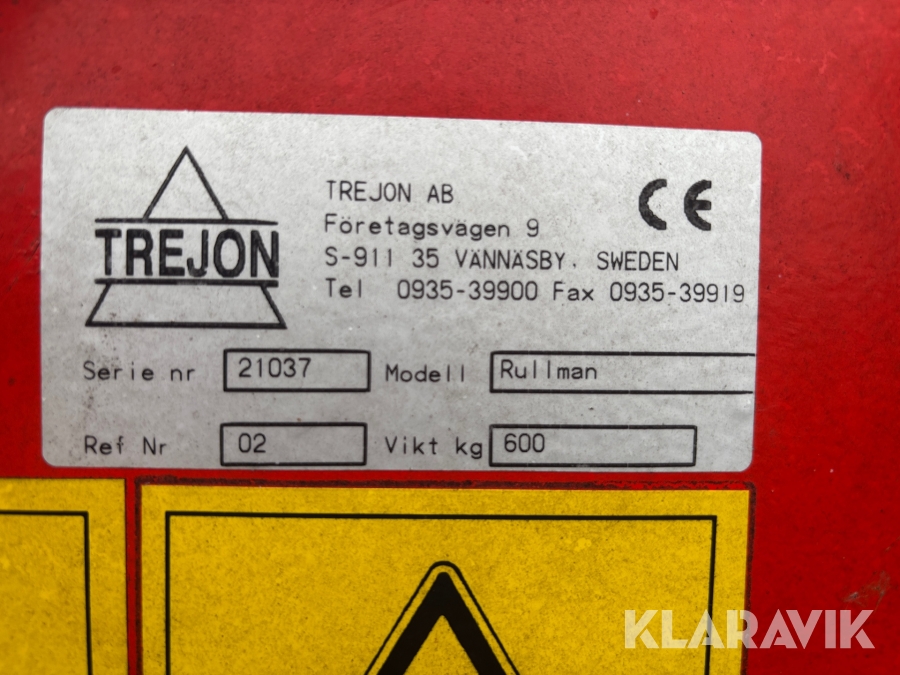 TREJON
TREJON AB
Företagsvägen 9
S-911 35 VÄNNÄSBY. SWEDEN
Tel 0935-39900 Fax 0935-39919
CE
Serie nr 21037 Modell Rullman
Ref Nr 02 Vikt kg 600
KLARAVIK